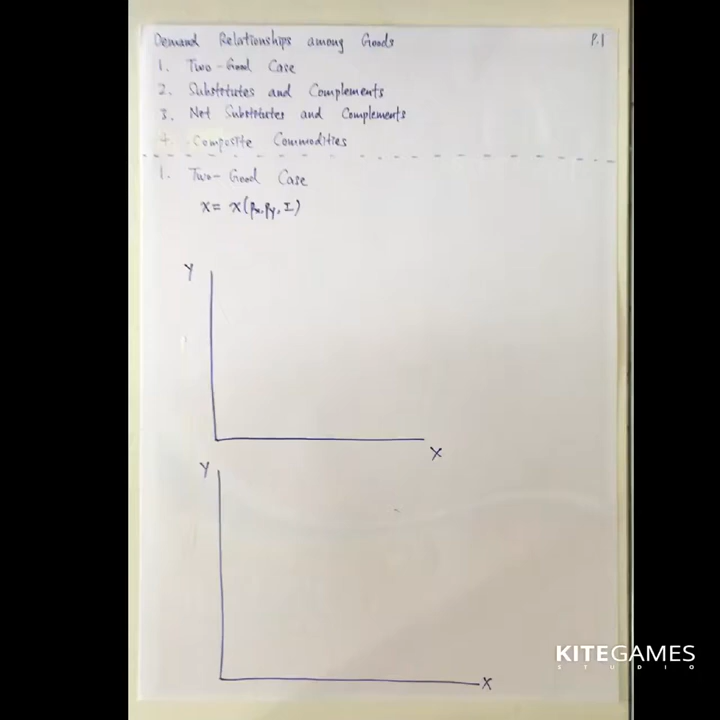 Demand Relationships among Goods P.1
1. Two-Good Case
2. Substitutes and Complements
3. Net Substitutes and Complements
4. Composite Commodities
1. Two-Good Case
X = X(Px, Py, I)
Y
X
Y
X
KITEGAMES
STUDIO